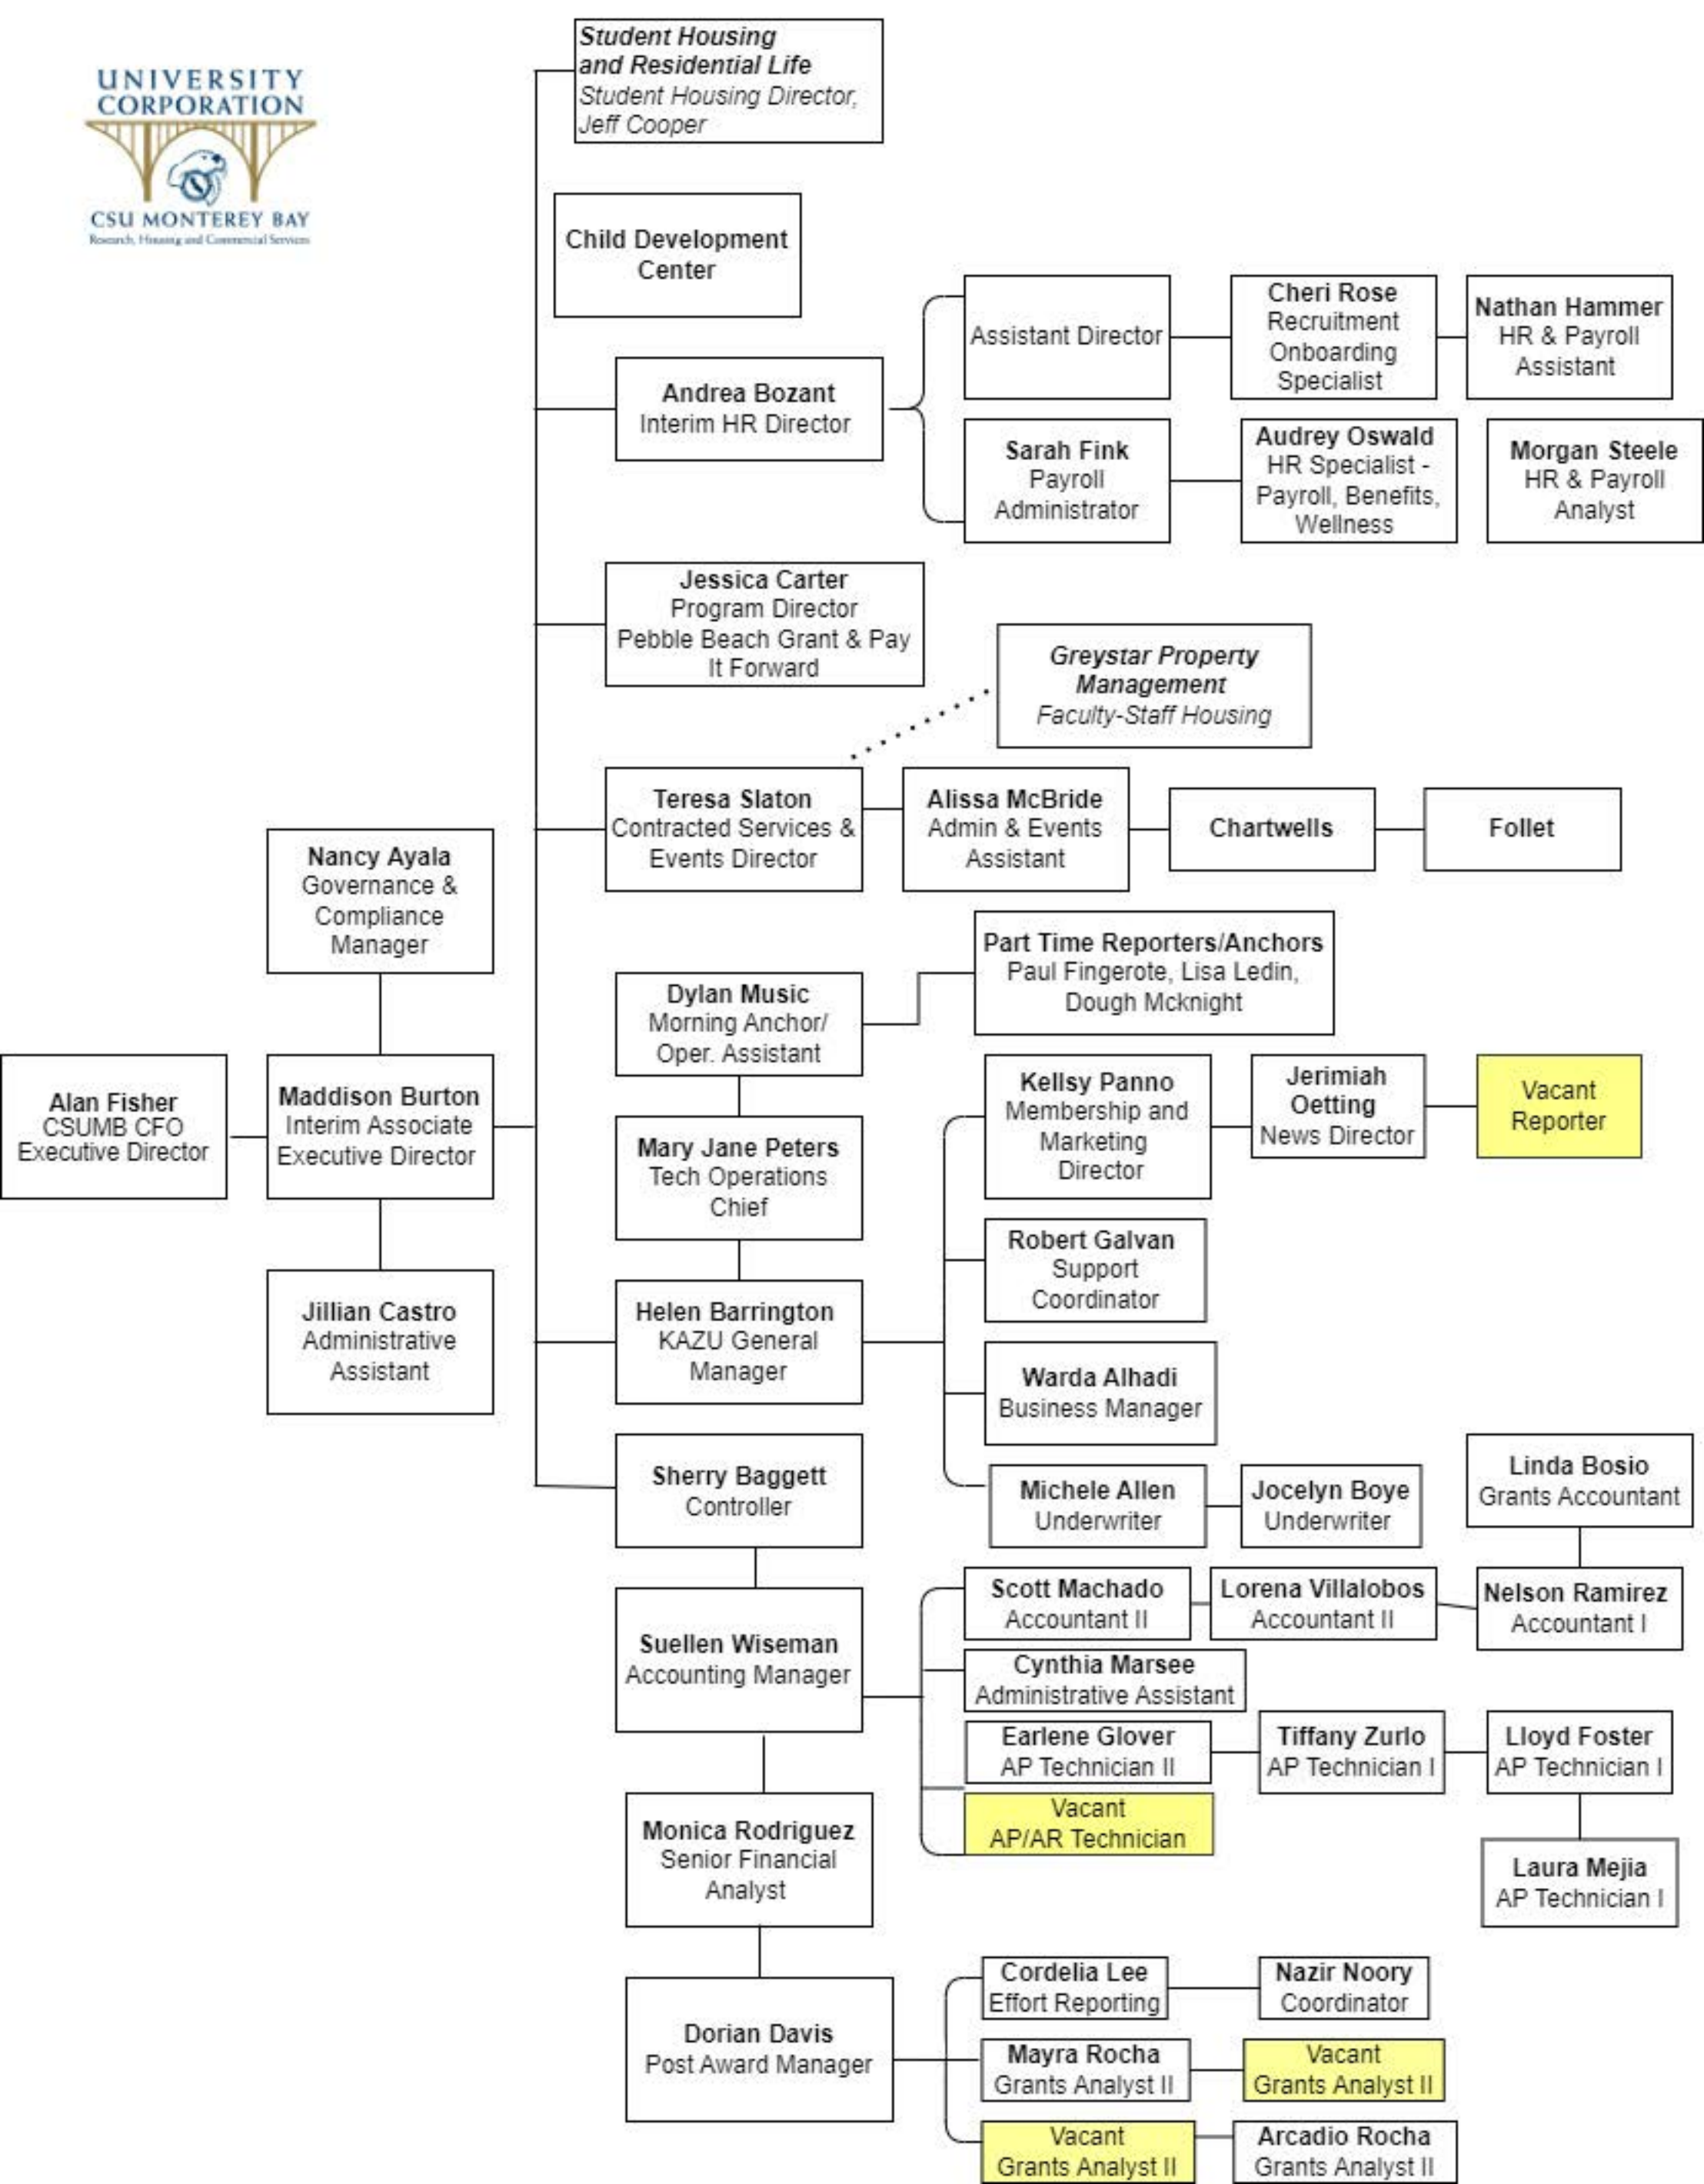 UNIVERSITY
CORPORATION
CSU MONTEREY BAY
Research, Housing and Commercial Services
Student Housing
and Residential Life
Student Housing Director,
Jeff Cooper
Child Development
Center
Andrea Bozant
Interim HR Director
Assistant Director
Cheri Rose
Recruitment
Onboarding
Specialist
Nathan Hammer
HR & Payroll
Assistant
Sarah Fink
Payroll
Administrator
Audrey Oswald
HR Specialist -
Payroll, Benefits,
Wellness
Morgan Steele
HR & Payroll
Analyst
Jessica Carter
Program Director
Pebble Beach Grant & Pay
It Forward
Greystar Property
Management
Faculty-Staff Housing
Teresa Slaton
Contracted Services &
Events Director
Alissa McBride
Admin & Events
Assistant
Chartwells
Follet
Nancy Ayala
Governance &
Compliance
Manager
Alan Fisher
CSUMB CFO
Executive Director
Maddison Burton
Interim Associate
Executive Director
Jillian Castro
Administrative
Assistant
Dylan Music
Morning Anchor/
Oper. Assistant
Part Time Reporters/Anchors
Paul Fingerote, Lisa Ledin,
Dough Mcknight
Mary Jane Peters
Tech Operations
Chief
Helen Barrington
KAZU General
Manager
Kellsy Panno
Membership and
Marketing
Director
Jerimiah
Oetting
News Director
Vacant
Reporter
Robert Galvan
Support
Coordinator
Warda Alhadi
Business Manager
Michele Allen
Underwriter
Jocelyn Boye
Underwriter
Sherry Baggett
Controller
Linda Bosio
Grants Accountant
Suellen Wiseman
Accounting Manager
Scott Machado
Accountant II
Lorena Villalobos
Accountant II
Nelson Ramirez
Accountant I
Cynthia Marsee
Administrative Assistant
Earlene Glover
AP Technician II
Tiffany Zurlo
AP Technician I
Lloyd Foster
AP Technician I
Vacant
AP/AR Technician
Laura Mejia
AP Technician I
Monica Rodriguez
Senior Financial
Analyst
Dorian Davis
Post Award Manager
Cordelia Lee
Effort Reporting
Nazir Noory
Coordinator
Mayra Rocha
Grants Analyst II
Vacant
Grants Analyst II
Vacant
Grants Analyst II
Arcadio Rocha
Grants Analyst II